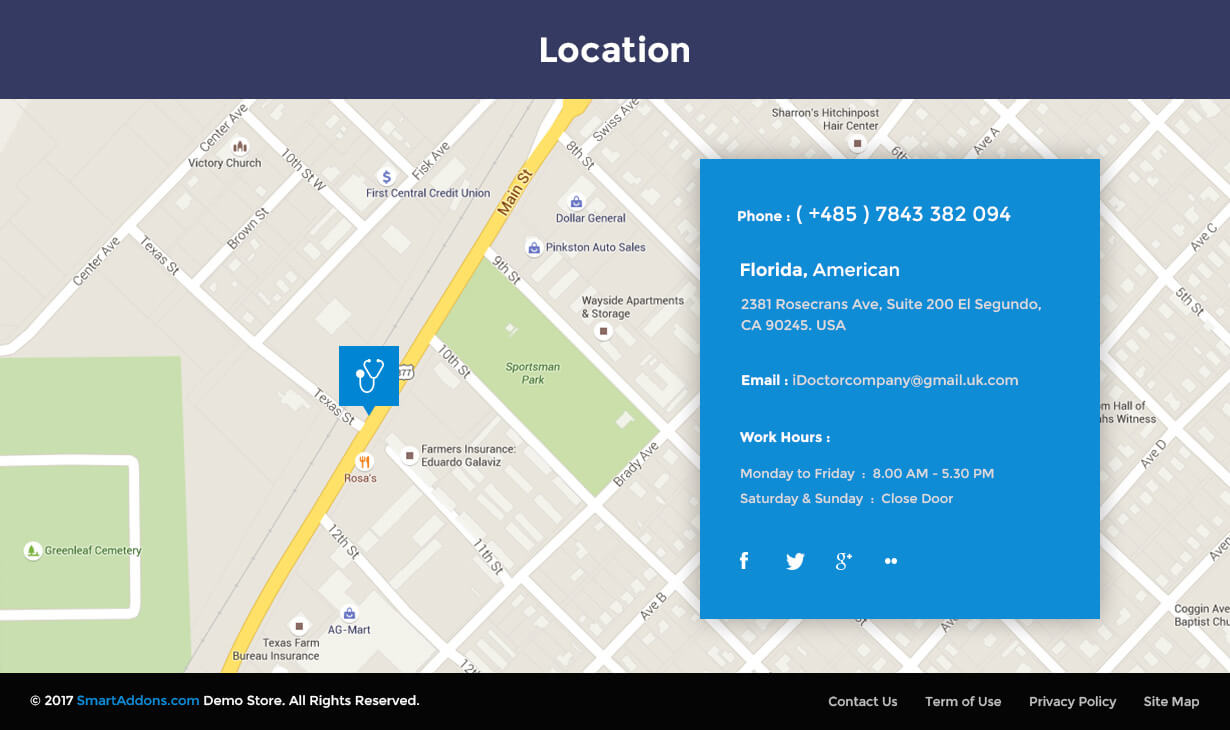 Location
Sharron's Hitchinpost
Hair Center
Center Ave
Victory Church
10th St W
Fisk Ave
First Central Credit Union
Swiss Ave
8th St
Main St
Dollar General
Pinkston Auto Sales
6th
Ave A
Ave C
5th St
Center Ave
Texas St
Brown St
9th St
Wayside Apartments
& Storage
Sportsman
Park
10th St
Texas St
Farmers Insurance:
Eduardo Galaviz
Rosa's
Brady Ave
Greenleaf Cemetery
12th St
11th St
AG-Mart
Texas Farm
Bureau Insurance
Ave B
Ave D
Hall of
Witness
Coggin Ave
Baptist
Phone : ( +485 ) 7843 382 094
Florida, American
2381 Rosecrans Ave, Suite 200 El Segundo,
CA 90245. USA
Email : iDoctorcompany@gmail.uk.com
Work Hours :
Monday to Friday : 8.00 AM - 5.30 PM
Saturday & Sunday : Close Door
© 2017 SmartAddons.com Demo Store. All Rights Reserved.
Contact Us
Term of Use
Privacy Policy
Site Map